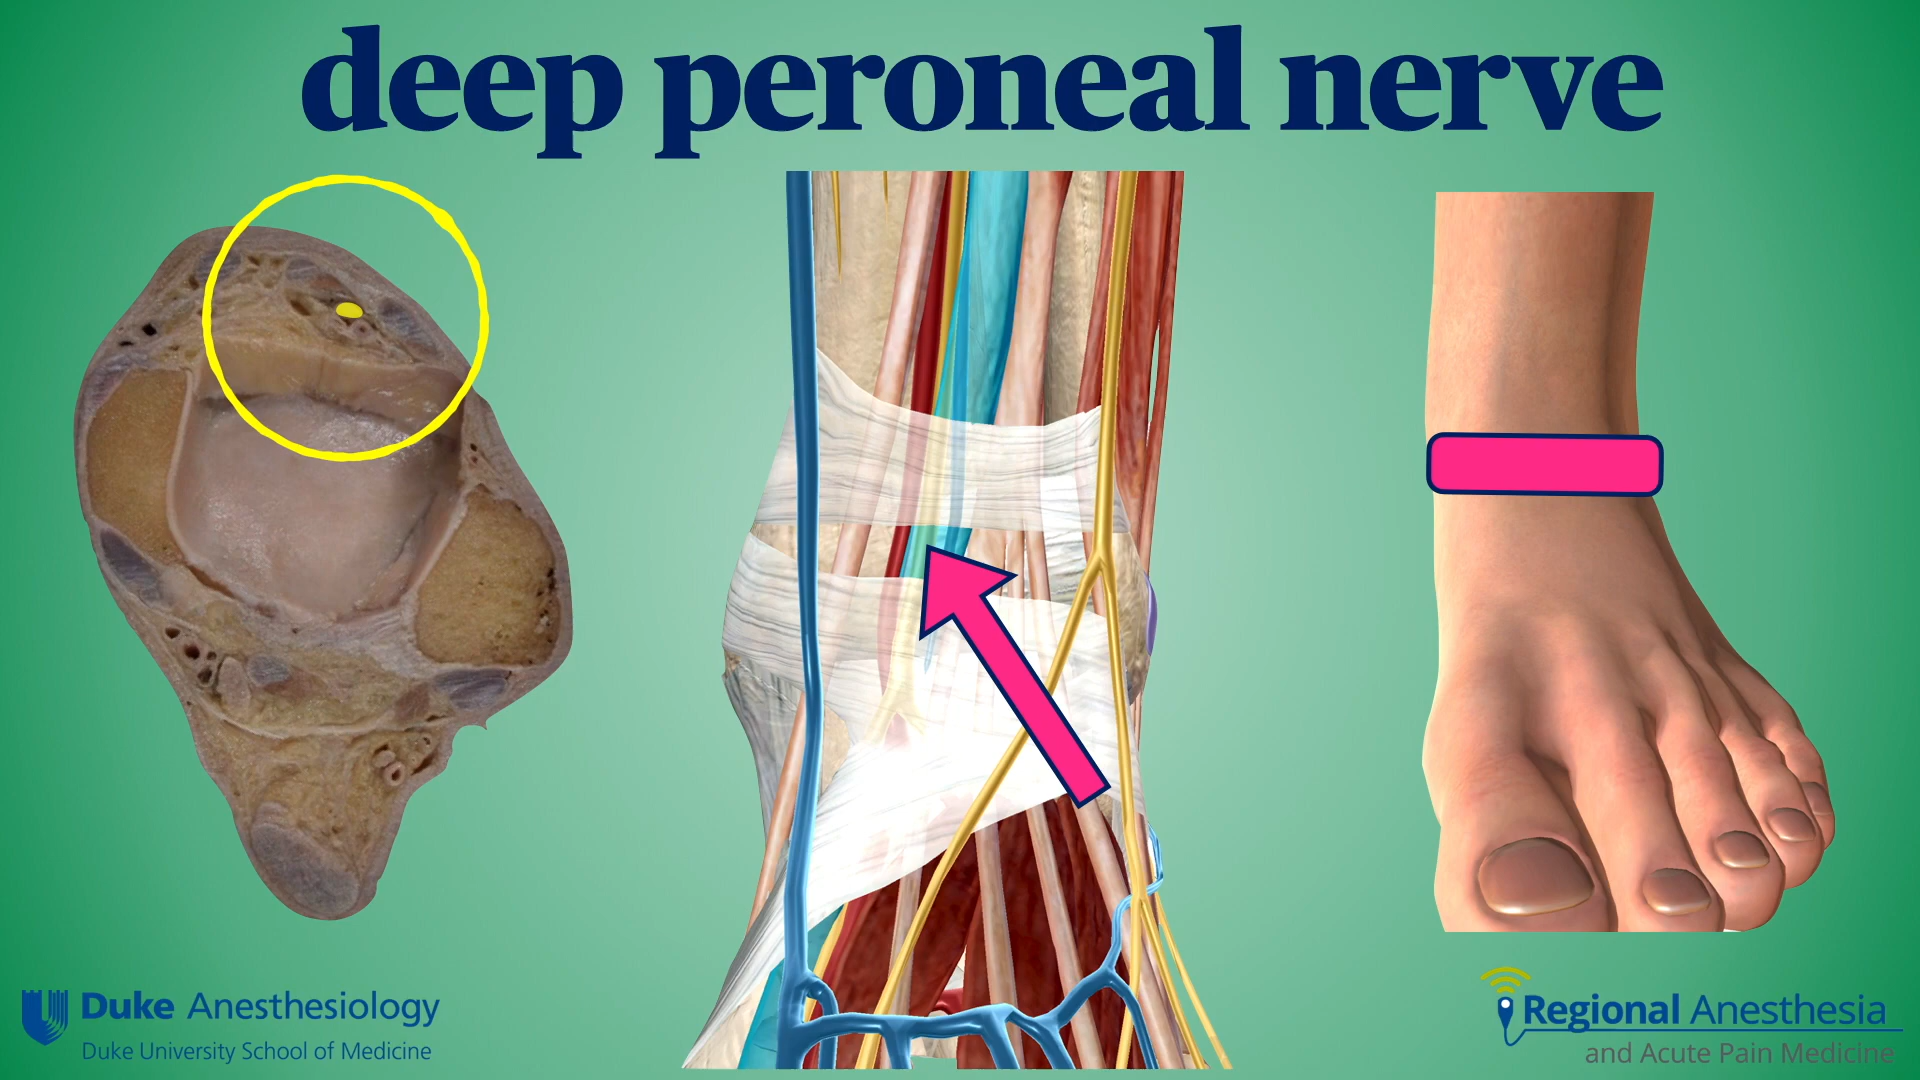 deep peroneal nerve
Duke Anesthesiology
Duke University School of Medicine
Regional Anesthesia
and Acute Pain Medicine